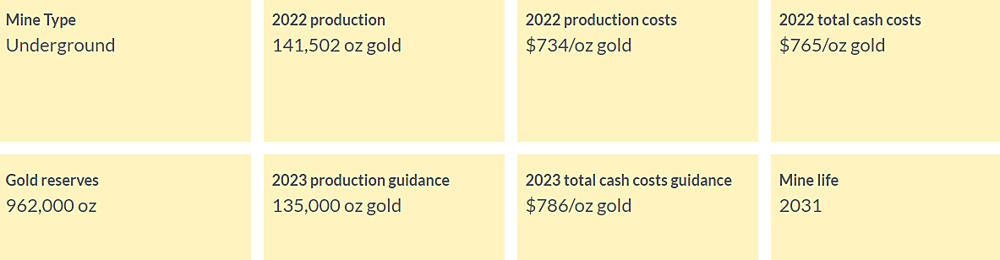 Mine Type
Underground
2022 production
141,502 oz gold
2022 production costs
$734/oz gold
2022 total cash costs
$765/oz gold
Gold reserves
962,000 oz
2023 production guidance
135,000 oz gold
2023 total cash costs guidance
$786/oz gold
Mine life
2031